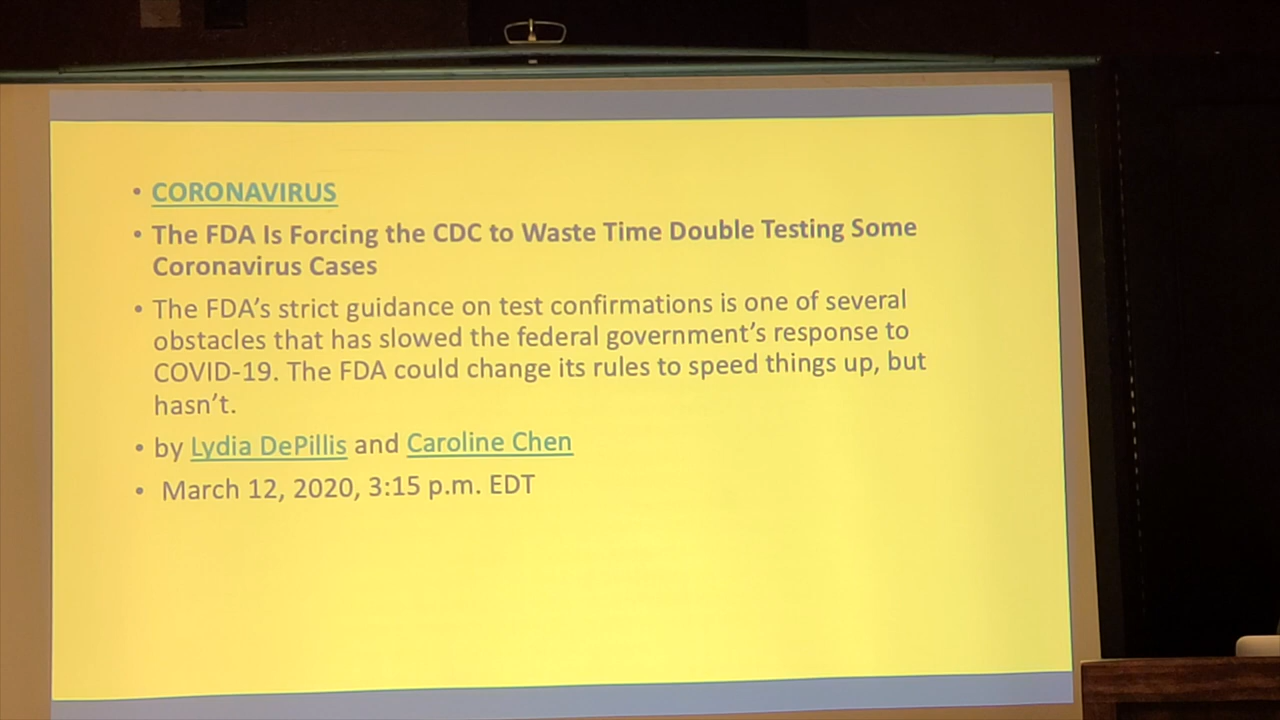 • CORONAVIRUS
• The FDA Is Forcing the CDC to Waste Time Double Testing Some
Coronavirus Cases
• The FDA’s strict guidance on test confirmations is one of several
obstacles that has slowed the federal government’s response to
COVID-19. The FDA could change its rules to speed things up, but
hasn’t.
• by Lydia DePillis and Caroline Chen
• March 12, 2020, 3:15 p.m. EDT